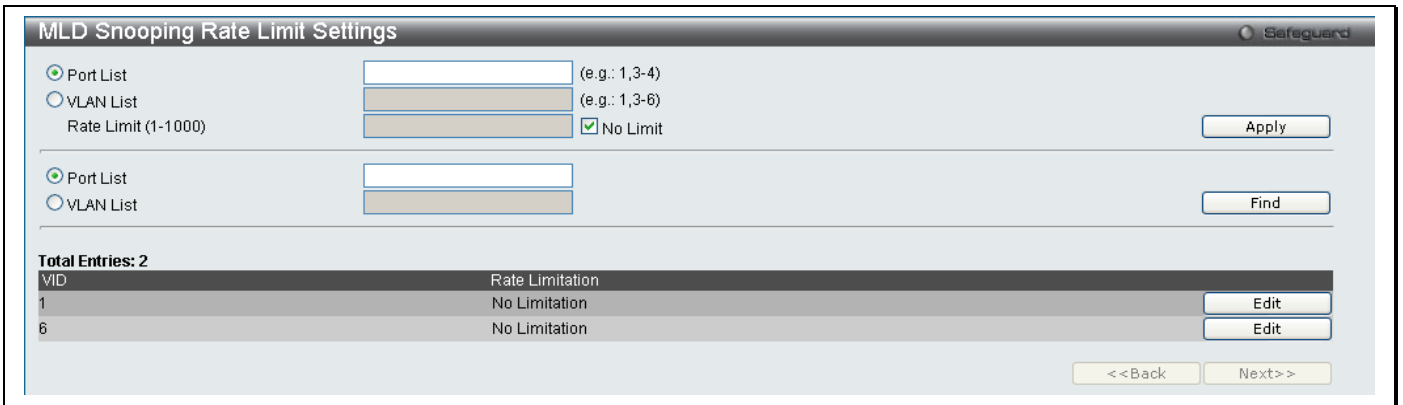 MLD Snooping Rate Limit Settings Safeguard
Port List (e.g.: 1,3-4)
VLAN List (e.g.: 1,3-6)
Rate Limit (1-1000) No Limit Apply
Port List
VLAN List Find
Total Entries: 2
VID Rate Limitation
1 No Limitation Edit
6 No Limitation Edit
<<Back Next>>